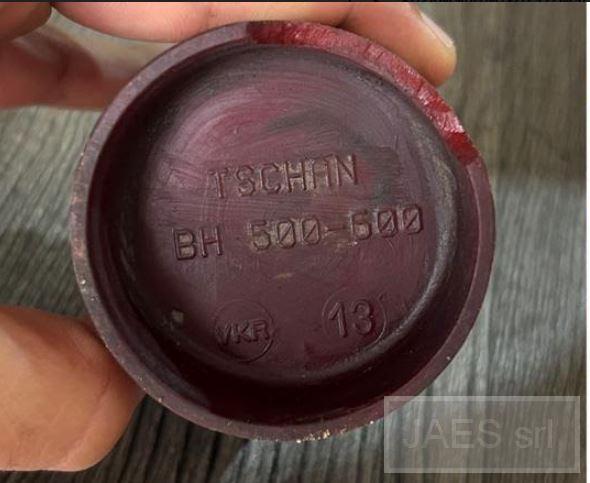 TSCHAN
BH 500-600
VKR
13
JAES srl